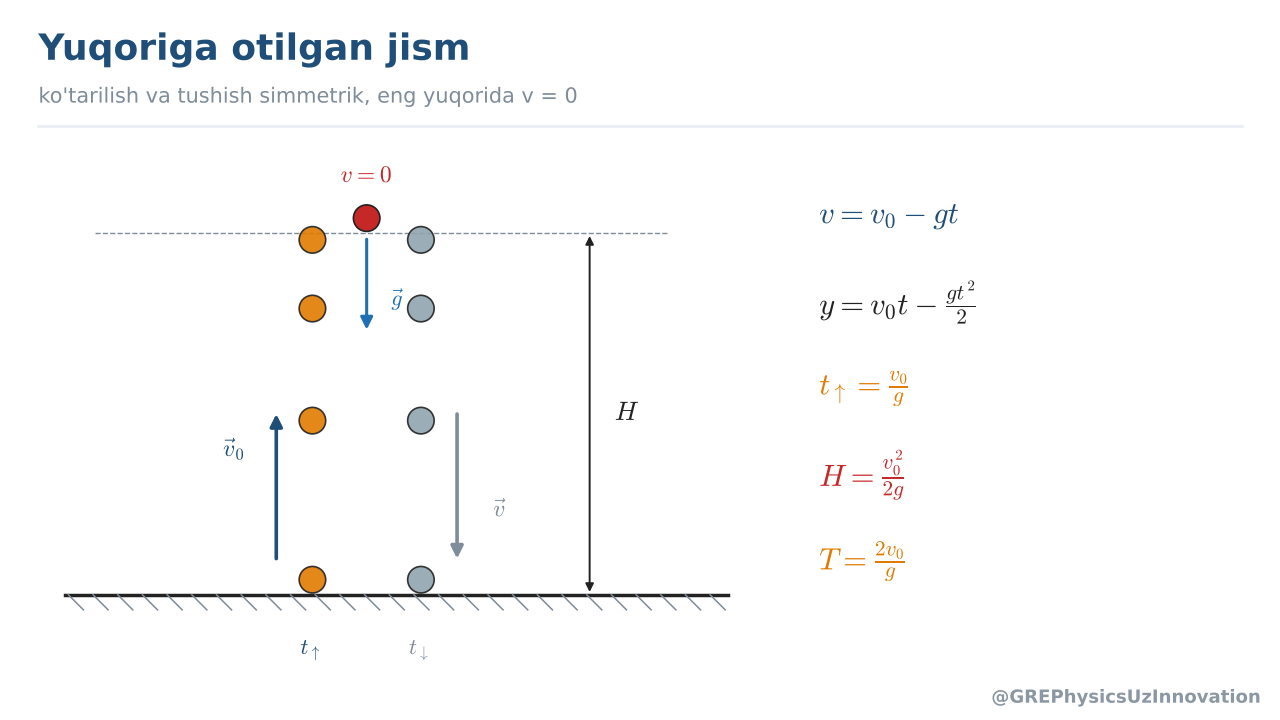 Yuqoriga otilgan jism
ko'tarilish va tushish simmetrik, eng yuqorida v = 0
v = 0
v = v₀ − gt
g⃗
y = v₀t − gt²/2
t↑ = v₀/g
H
v⃗₀
H = v₀²/2g
v⃗
T = 2v₀/g
t↑
t↓
@GREPhysicsUzInnovation